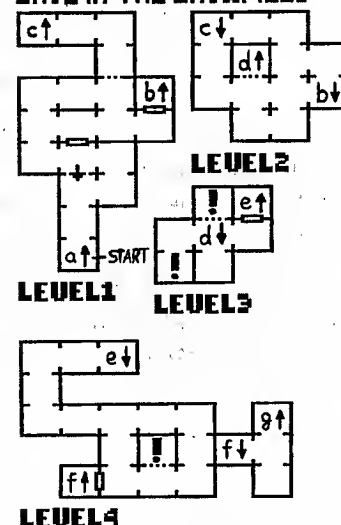 c↑
b↑
a↑ START
LEVEL1
c↓
d↑
b↓
LEVEL2
!
e↑
d↓
!
LEVEL3
e↓
!
g↑
f↓
f↑
LEVEL4